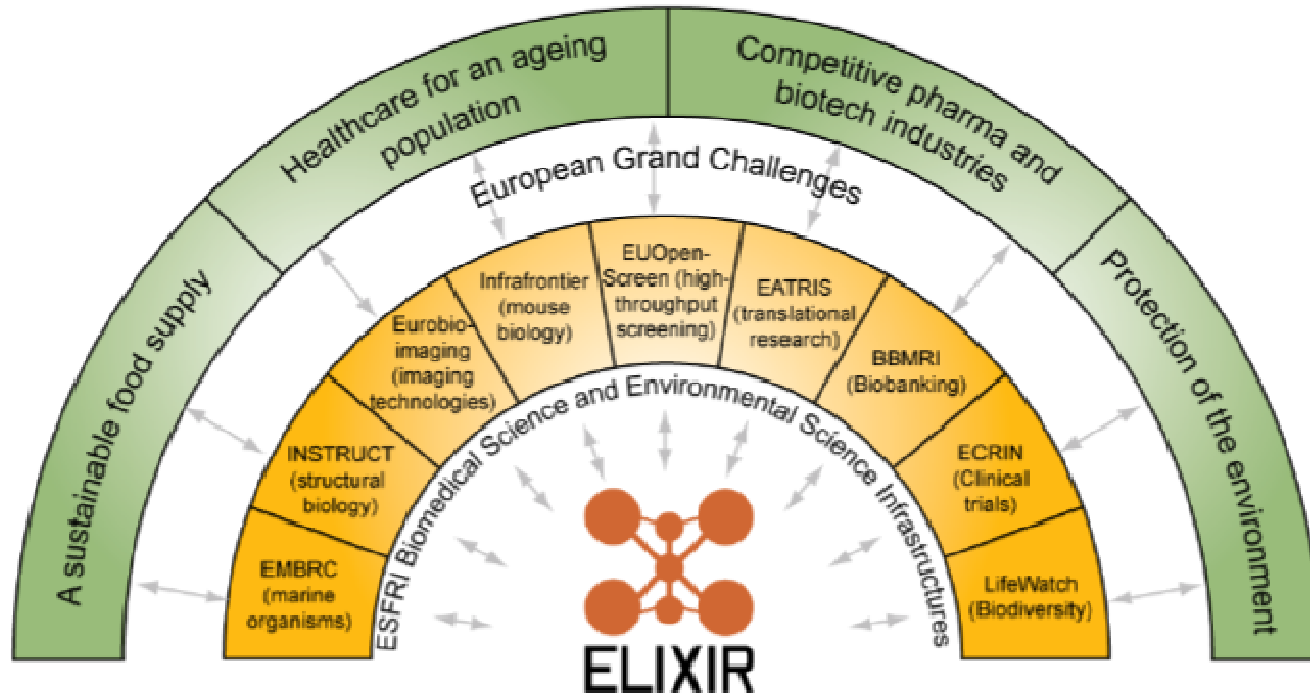 A sustainable food supply
Healthcare for an ageing
population
Competitive pharma and
biotech industries
Protection of the environment
European Grand Challenges
EMBRC
(marine
organisms)
INSTRUCT
(structural
biology)
Eurobio-
imaging
(imaging
technologies)
Infrafrontier
(mouse
biology)
EUOpen-
Screen (high-
throughput
screening)
EATRIS
(translational
research)
BBMRI
(Biobanking)
ECRIN
(Clinical
trials)
LifeWatch
(Biodiversity)
ESFRI Biomedical Science and Environmental Science Infrastructures
ELIXIR